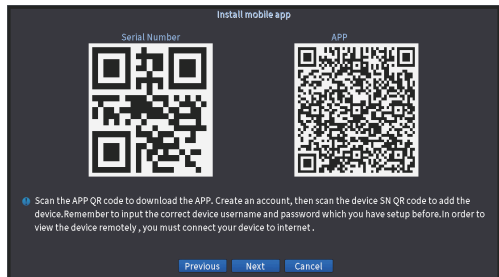 Install mobile app
Serial Number
APP
Scan the APP QR code to download the APP. Create an account, then scan the device SN QR code to add the
device.Remember to input the correct device username and password which you have setup before.In order to
view the device remotely , you must connect your device to internet .
Previous
Next
Cancel